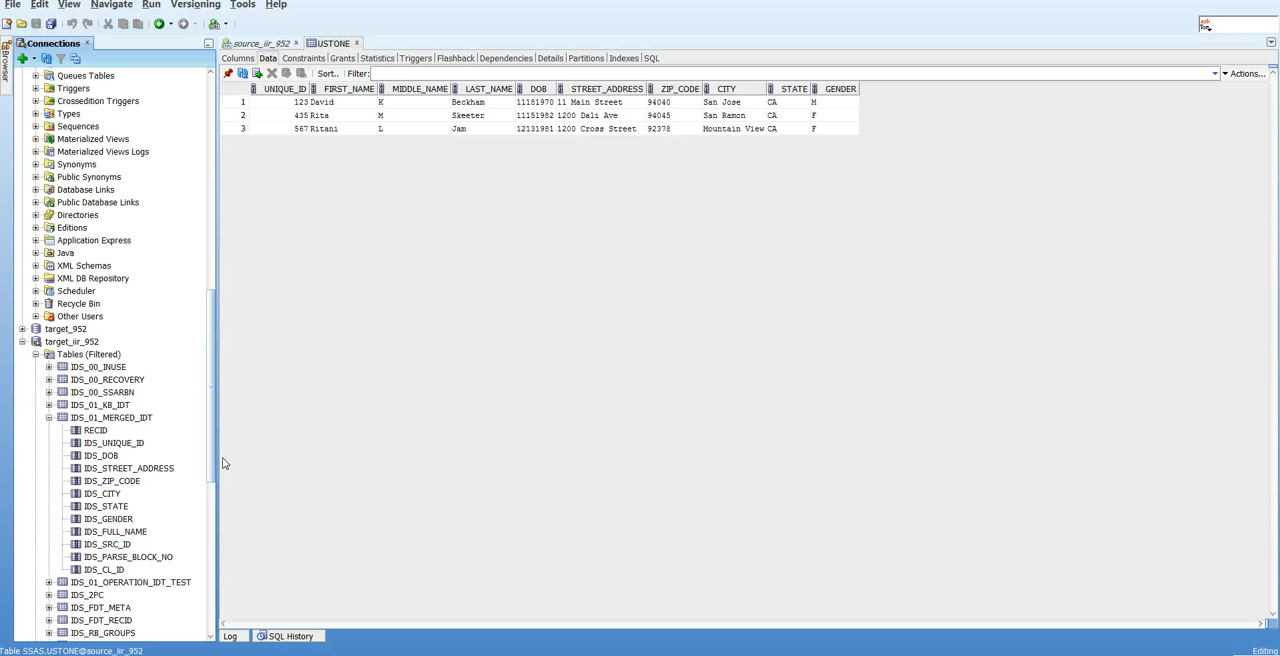 File Edit View Navigate Run Versioning Tools Help
ask
Tom
Connections × source_iir_952 × USTONE ×
Browser
Columns Data Constraints Grants Statistics Triggers Flashback Dependencies Details Partitions Indexes SQL
Sort.. Filter: Actions...
UNIQUE_ID FIRST_NAME MIDDLE_NAME LAST_NAME DOB STREET_ADDRESS ZIP_CODE CITY STATE GENDER
1 123 David K Beckham 11181970 11 Main Street 94040 San Jose CA M
2 435 Rita M Skeeter 11151982 1200 Dali Ave 94045 San Ramon CA F
3 567 Ritani L Jam 12131981 1200 Cross Street 92378 Mountain View CA F
Queues Tables
Triggers
Crossedition Triggers
Types
Sequences
Materialized Views
Materialized Views Logs
Synonyms
Public Synonyms
Database Links
Public Database Links
Directories
Editions
Application Express
Java
XML Schemas
XML DB Repository
Scheduler
Recycle Bin
Other Users
target_952
target_iir_952
Tables (Filtered)
IDS_00_INUSE
IDS_00_RECOVERY
IDS_00_SSARBN
IDS_01_KB_IDT
IDS_01_MERGED_IDT
RECID
IDS_UNIQUE_ID
IDS_DOB
IDS_STREET_ADDRESS
IDS_ZIP_CODE
IDS_CITY
IDS_STATE
IDS_GENDER
IDS_FULL_NAME
IDS_SRC_ID
IDS_PARSE_BLOCK_NO
IDS_CL_ID
IDS_01_OPERATION_IDT_TEST
IDS_2PC
IDS_FDT_META
IDS_FDT_RECID
IDS_RB_GROUPS
Log SQL History
Table SSAS.USTONE@source_iir_952 Editing